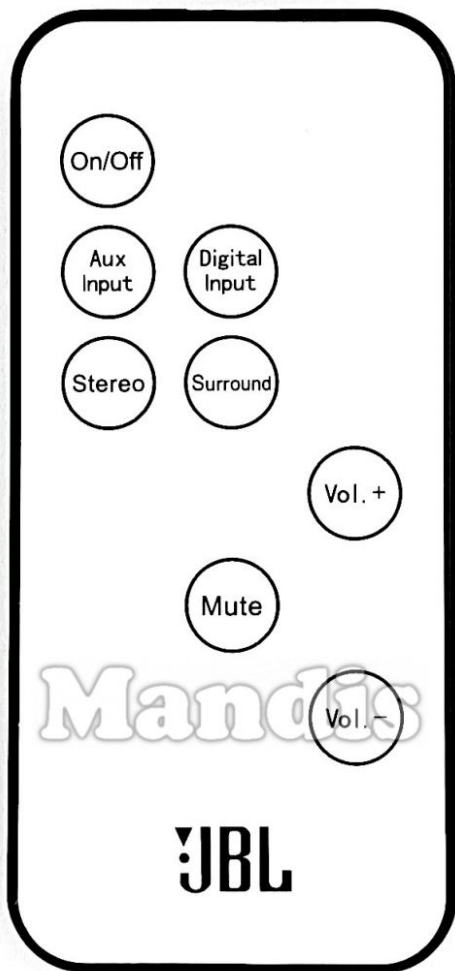 On/Off
Aux
Input
Digital
Input
Stereo
Surround
Vol.+
Mute
Mandis
Vol.-
JBL